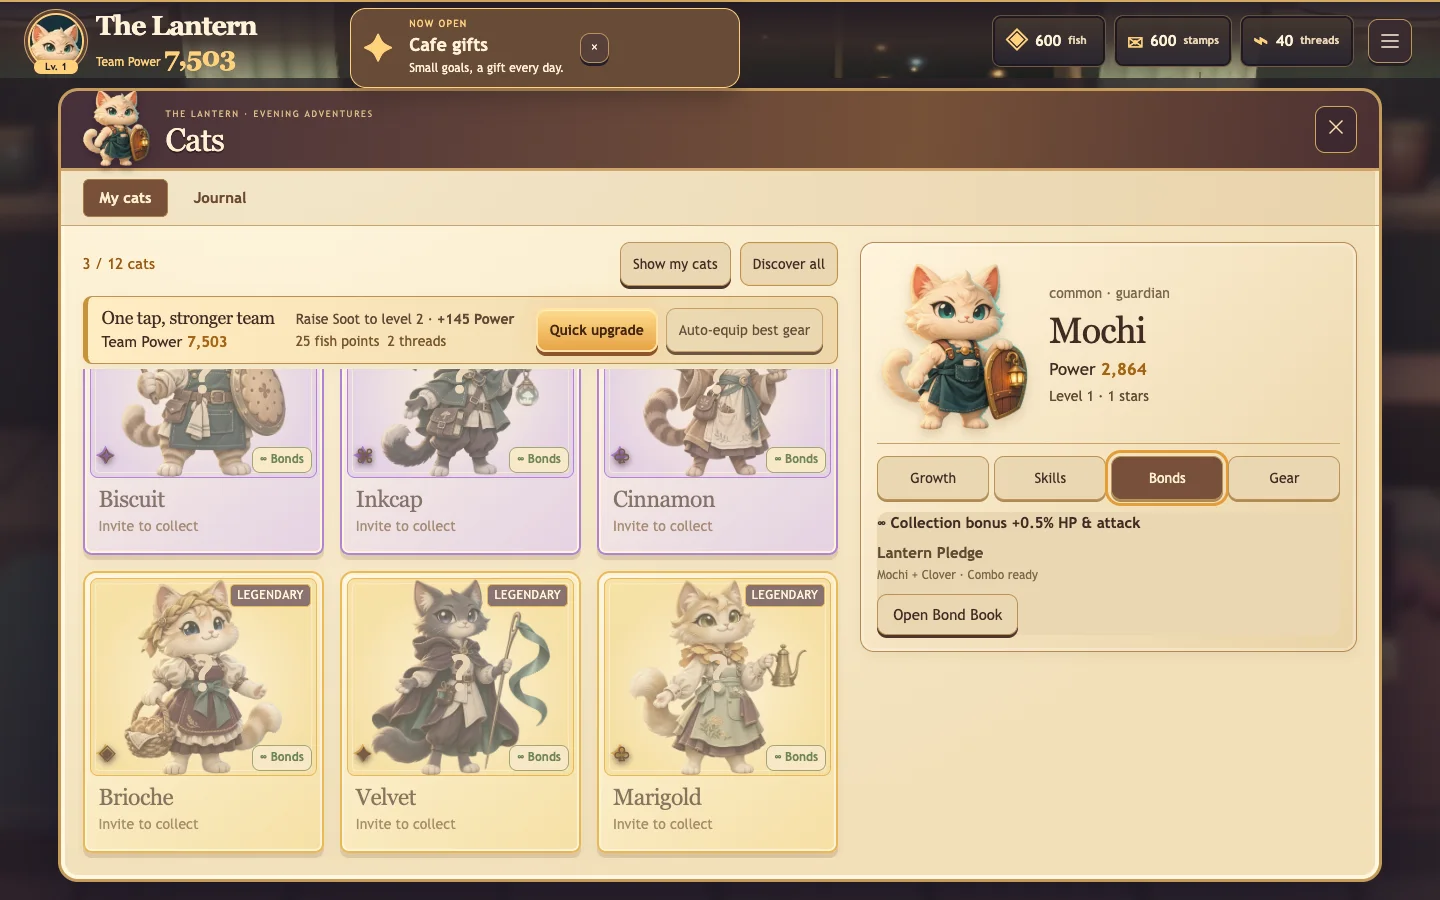 The Lantern
Team Power 7,503
Lv. 1
NOW OPEN
Cafe gifts
Small goals, a gift every day.
×
600 fish
600 stamps
40 threads
THE LANTERN · EVENING ADVENTURES
Cats
My cats
Journal
3 / 12 cats
Show my cats
Discover all
One tap, stronger team
Team Power 7,503
Raise Soot to level 2 · +145 Power
25 fish points 2 threads
Quick upgrade
Auto-equip best gear
?
∞ Bonds
Biscuit
Invite to collect
?
∞ Bonds
Inkcap
Invite to collect
?
∞ Bonds
Cinnamon
Invite to collect
LEGENDARY
?
∞ Bonds
Brioche
Invite to collect
LEGENDARY
?
∞ Bonds
Velvet
Invite to collect
LEGENDARY
?
∞ Bonds
Marigold
Invite to collect
common · guardian
Mochi
Power 2,864
Level 1 · 1 stars
Growth
Skills
Bonds
Gear
∞ Collection bonus +0.5% HP & attack
Lantern Pledge
Mochi + Clover · Combo ready
Open Bond Book